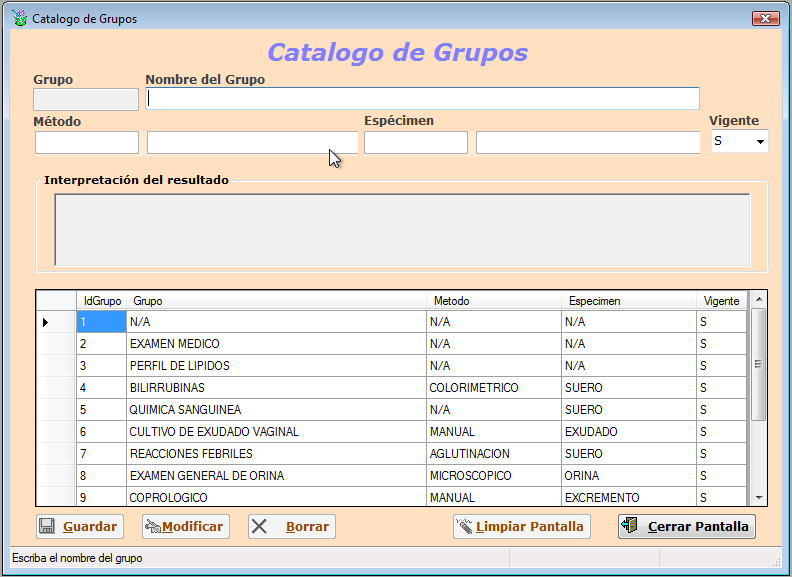 Catalogo de Grupos
Catalogo de Grupos
Grupo Nombre del Grupo
Método Espécimen Vigente
S
Interpretación del resultado
IdGrupo Grupo Metodo Especimen Vigente
1 N/A N/A N/A S
2 EXAMEN MEDICO N/A N/A S
3 PERFIL DE LIPIDOS N/A N/A S
4 BILIRRUBINAS COLORIMETRICO SUERO S
5 QUIMICA SANGUINEA N/A SUERO S
6 CULTIVO DE EXUDADO VAGINAL MANUAL EXUDADO S
7 REACCIONES FEBRILES AGLUTINACION SUERO S
8 EXAMEN GENERAL DE ORINA MICROSCOPICO ORINA S
9 COPROLOGICO MANUAL EXCREMENTO S
Guardar Modificar Borrar Limpiar Pantalla Cerrar Pantalla
Escriba el nombre del grupo